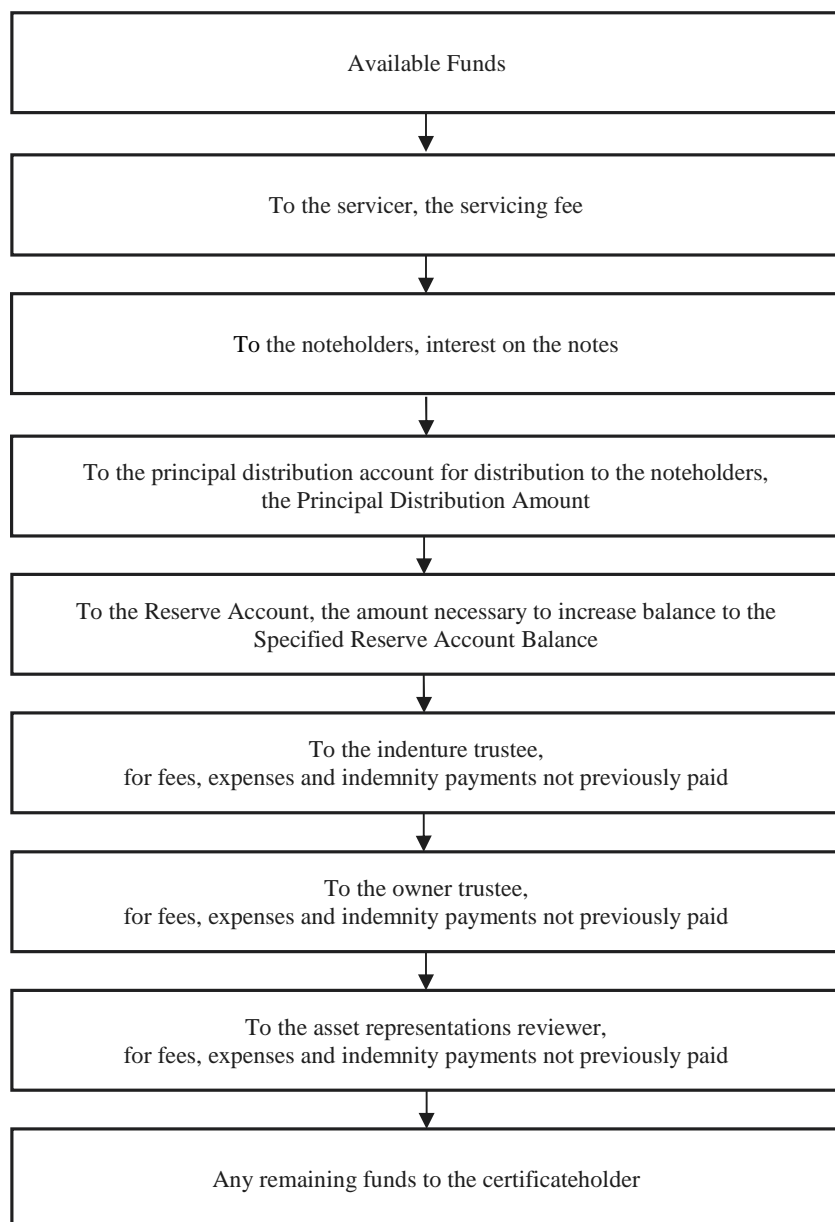 Available Funds
To the servicer, the servicing fee
To the noteholders, interest on the notes
To the principal distribution account for distribution to the noteholders,
the Principal Distribution Amount
To the Reserve Account, the amount necessary to increase balance to the
Specified Reserve Account Balance
To the indenture trustee,
for fees, expenses and indemnity payments not previously paid
To the owner trustee,
for fees, expenses and indemnity payments not previously paid
To the asset representations reviewer,
for fees, expenses and indemnity payments not previously paid
Any remaining funds to the certificateholder